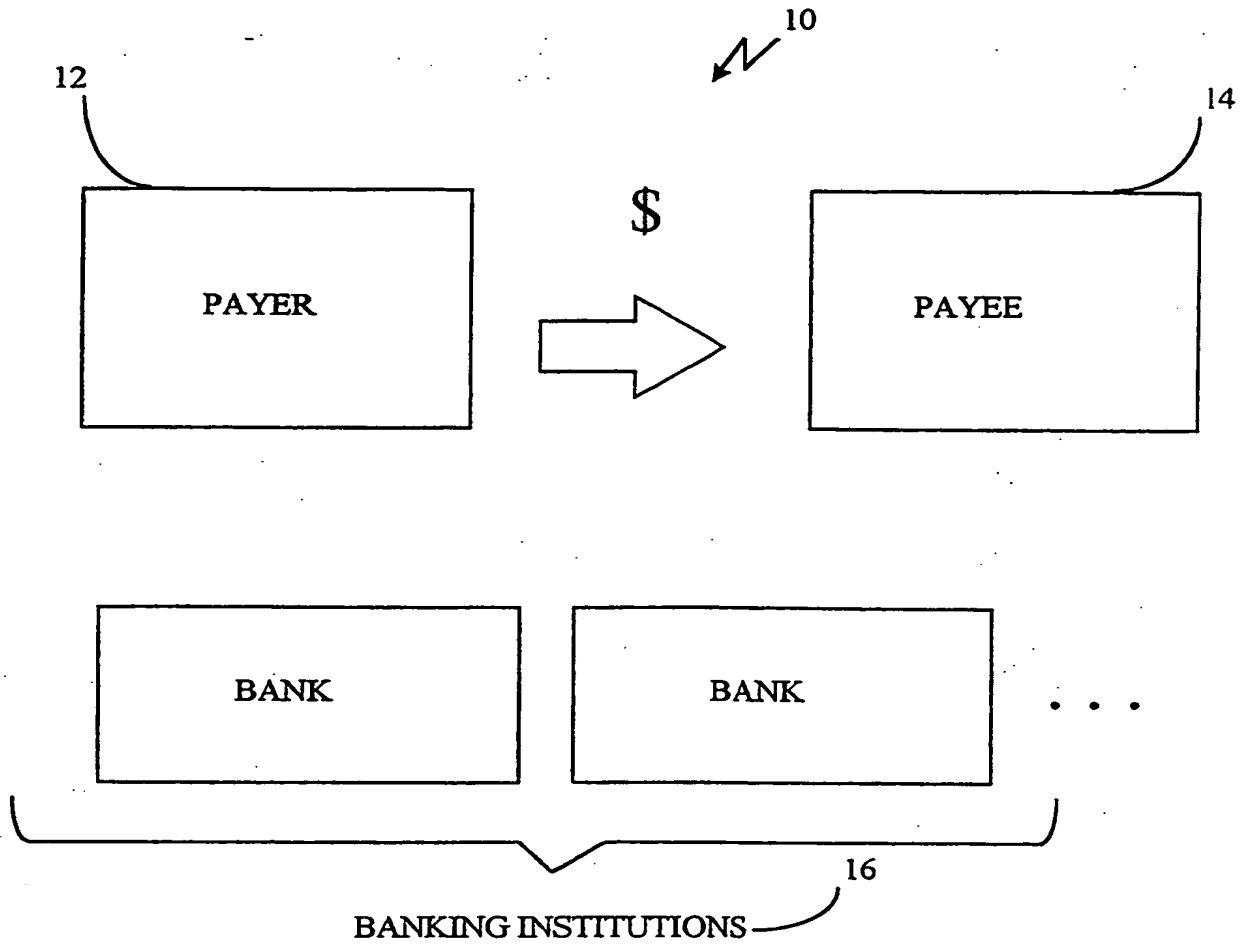 10
12
14
$
PAYER
PAYEE
BANK
BANK
. . .
16
BANKING INSTITUTIONS